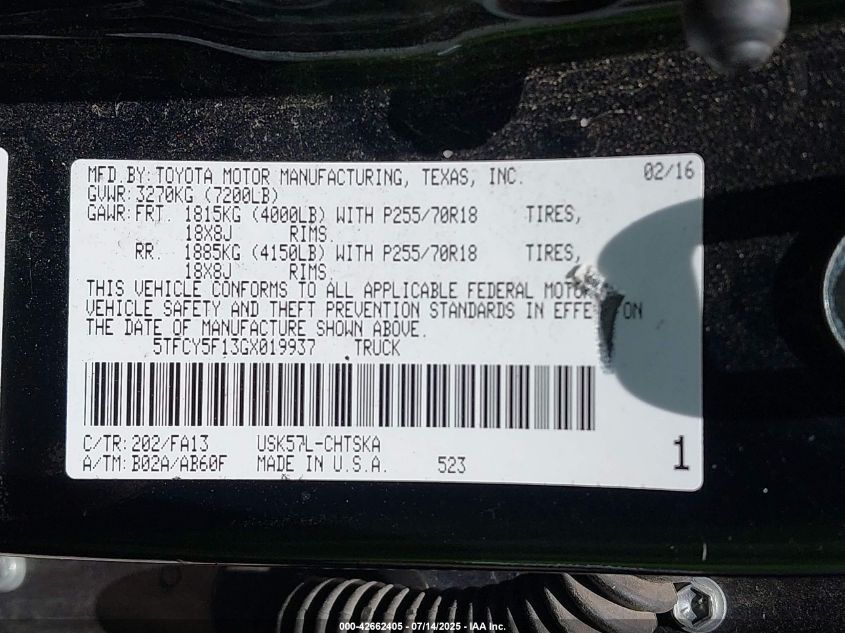 MFD.BY: TOYOTA MOTOR MANUFACTURING, TEXAS, INC. 02/16
GVWR: 3270KG (7200LB)
GAWR: FRT. 1815KG (4000LB) WITH P255/70R18 TIRES,
18X8J RIMS.
RR. 1885KG (4150LB) WITH P255/70R18 TIRES,
18X8J RIMS.
THIS VEHICLE CONFORMS TO ALL APPLICABLE FEDERAL MOTOR
VEHICLE SAFETY AND THEFT PREVENTION STANDARDS IN EFFECT ON
THE DATE OF MANUFACTURE SHOWN ABOVE.
5TFCY5F13GX019937 TRUCK
C/TR: 202/FA13 USK57L-CHTSKA
A/TM: B02A/AB60F MADE IN U.S.A. 523 1
000-42662405 - 07/14/2025 - IAA Inc.